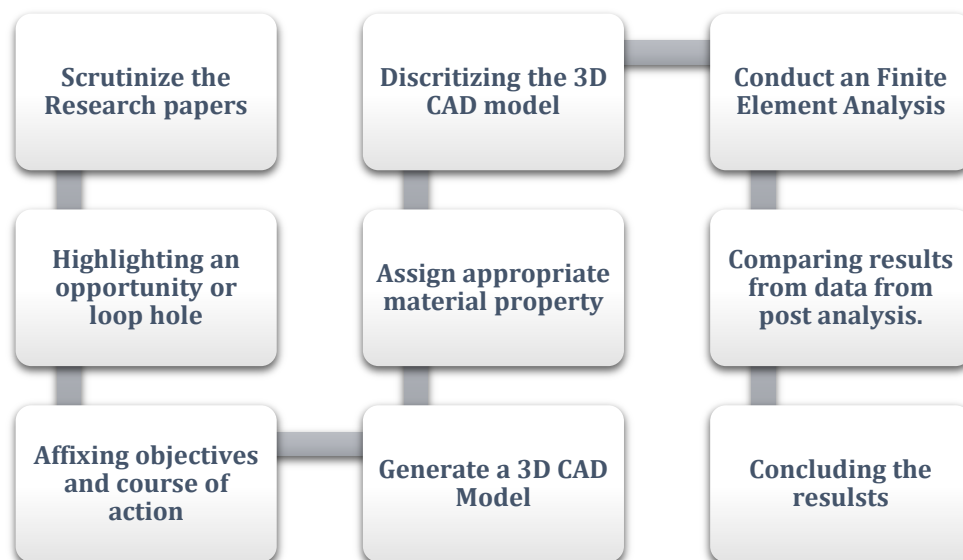 Scrutinize the
Research papers
Highlighting an
opportunity or
loop hole
Affixing objectives
and course of
action
Generate a 3D CAD
Model
Assign appropriate
material property
Discritizing the 3D
CAD model
Conduct an Finite
Element Analysis
Comparing results
from data from
post analysis.
Concluding the
resulsts